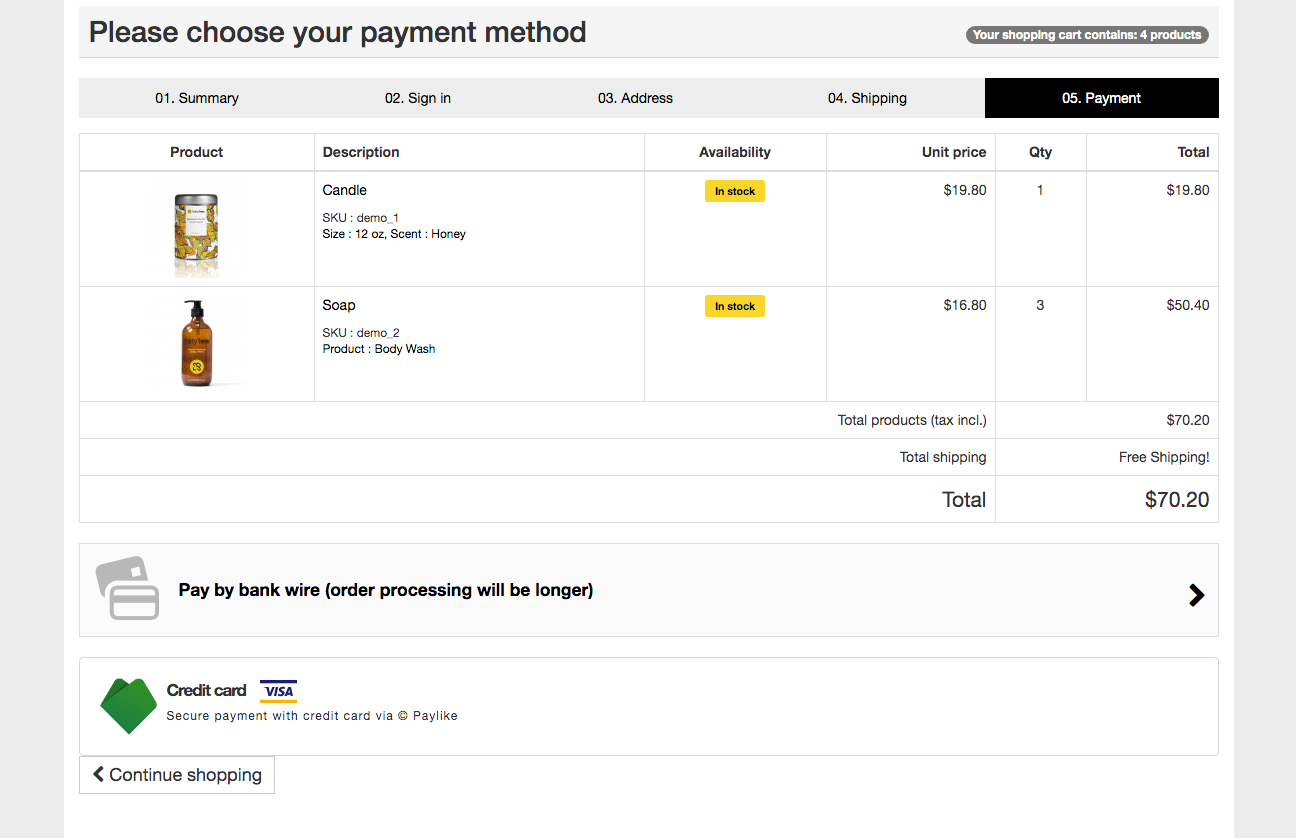 Please choose your payment method
Your shopping cart contains: 4 products
01. Summary 02. Sign in 03. Address 04. Shipping 05. Payment
Product Description Availability Unit price Qty Total
Candle In stock $19.80 1 $19.80
SKU : demo_1
Size : 12 oz, Scent : Honey
thirty bees
Soap In stock $16.80 3 $50.40
SKU : demo_2
Product : Body Wash
thirty bees
Total products (tax incl.) $70.20
Total shipping Free Shipping!
Total $70.20
Pay by bank wire (order processing will be longer)
Credit card VISA
Secure payment with credit card via © Paylike
Continue shopping